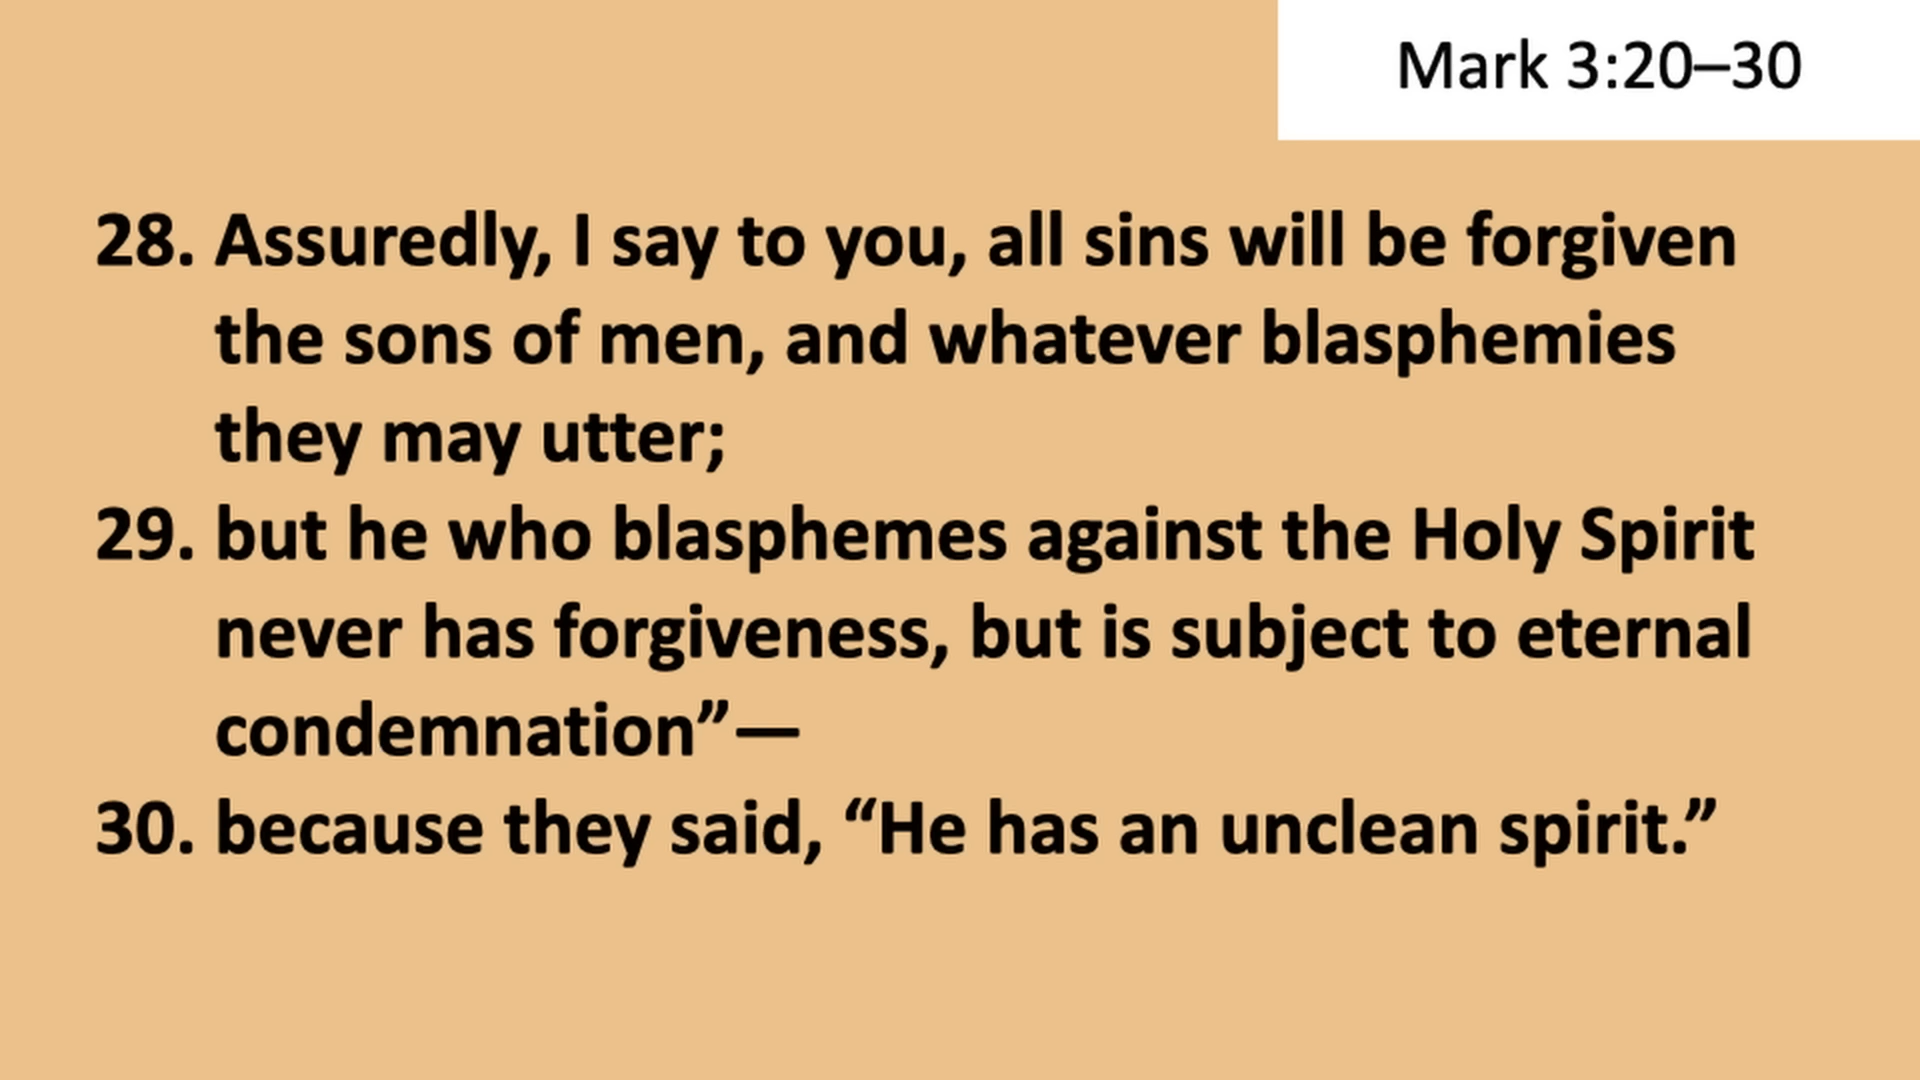 Mark 3:20–30
28. Assuredly, I say to you, all sins will be forgiven
the sons of men, and whatever blasphemies
they may utter;
29. but he who blasphemes against the Holy Spirit
never has forgiveness, but is subject to eternal
condemnation”—
30. because they said, “He has an unclean spirit.”